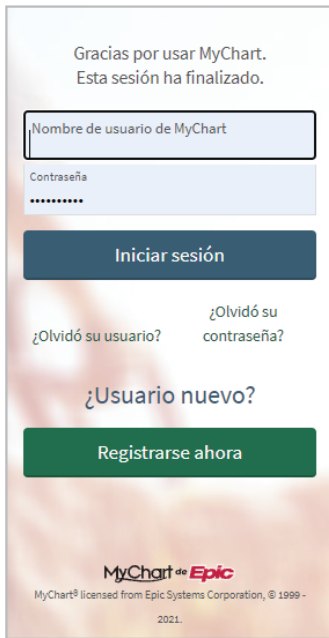 Gracias por usar MyChart.
Esta sesión ha finalizado.
Nombre de usuario de MyChart
Contraseña
••••••••••
Iniciar sesión
¿Olvidó su usuario?
¿Olvidó su
contraseña?
¿Usuario nuevo?
Registrarse ahora
MyChart de Epic
MyChart® licensed from Epic Systems Corporation, © 1999 -
2021.